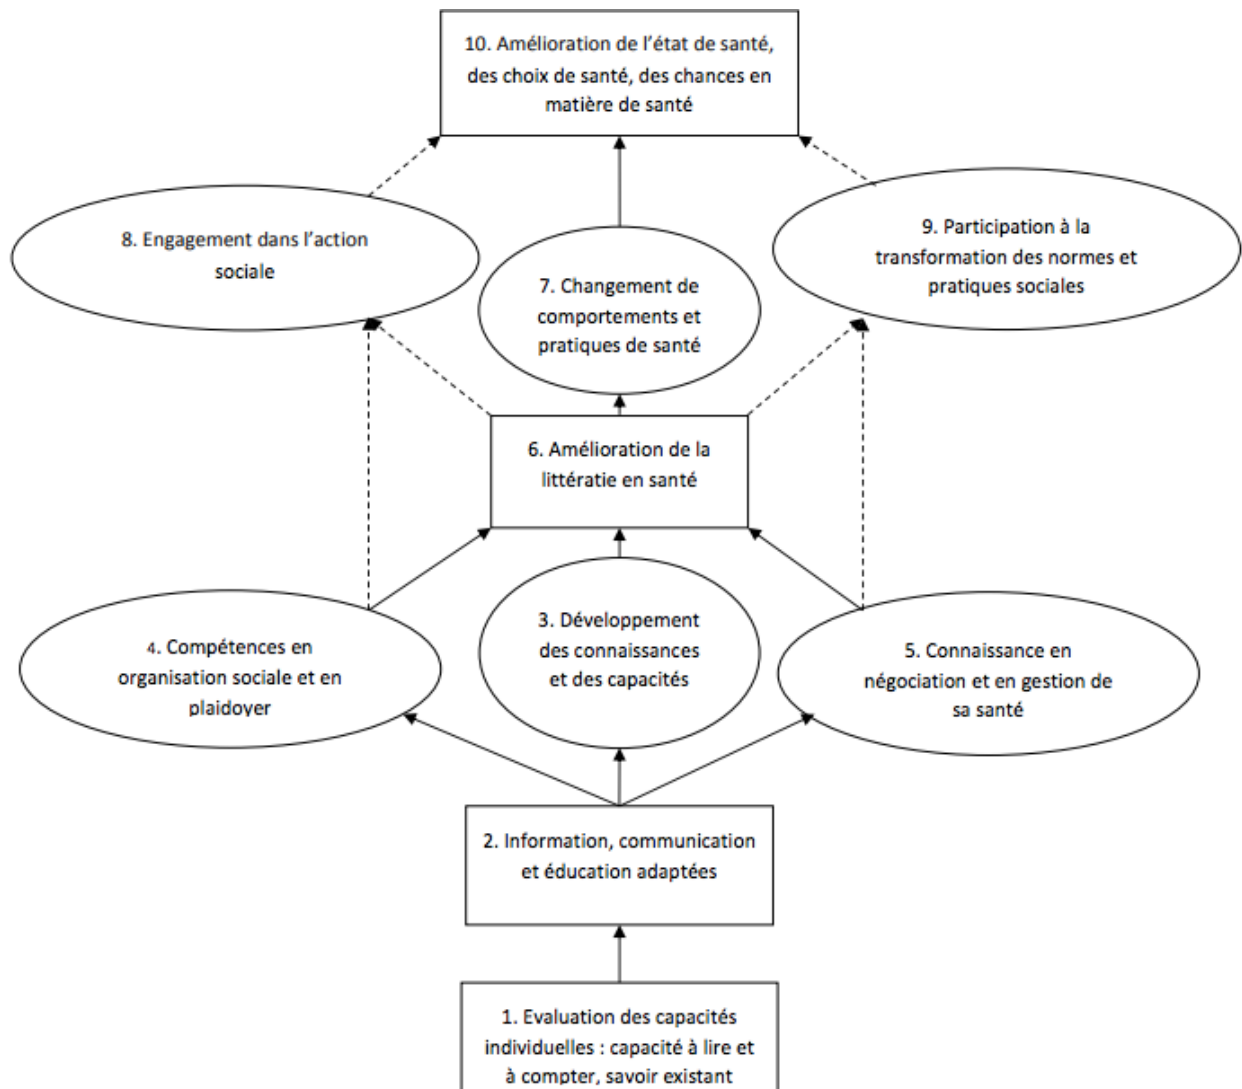 10. Amélioration de l’état de santé,
des choix de santé, des chances en
matière de santé
8. Engagement dans l’action
sociale
9. Participation à la
transformation des normes et
pratiques sociales
7. Changement de
comportements et
pratiques de santé
6. Amélioration de la
littératie en santé
4. Compétences en
organisation sociale et en
plaidoyer
3. Développement
des connaissances
et des capacités
5. Connaissance en
négociation et en gestion de
sa santé
2. Information, communication
et éducation adaptées
1. Evaluation des capacités
individuelles : capacité à lire et
à compter, savoir existant